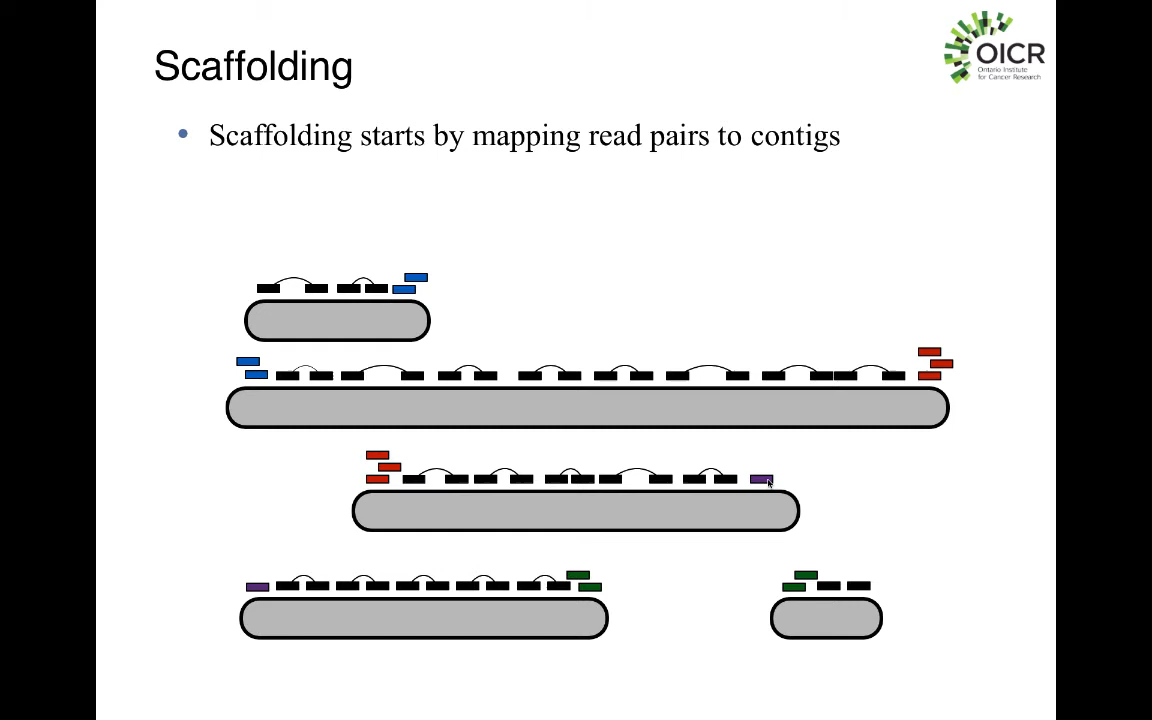 Scaffolding
OICR
Ontario Institute
for Cancer Research
• Scaffolding starts by mapping read pairs to contigs